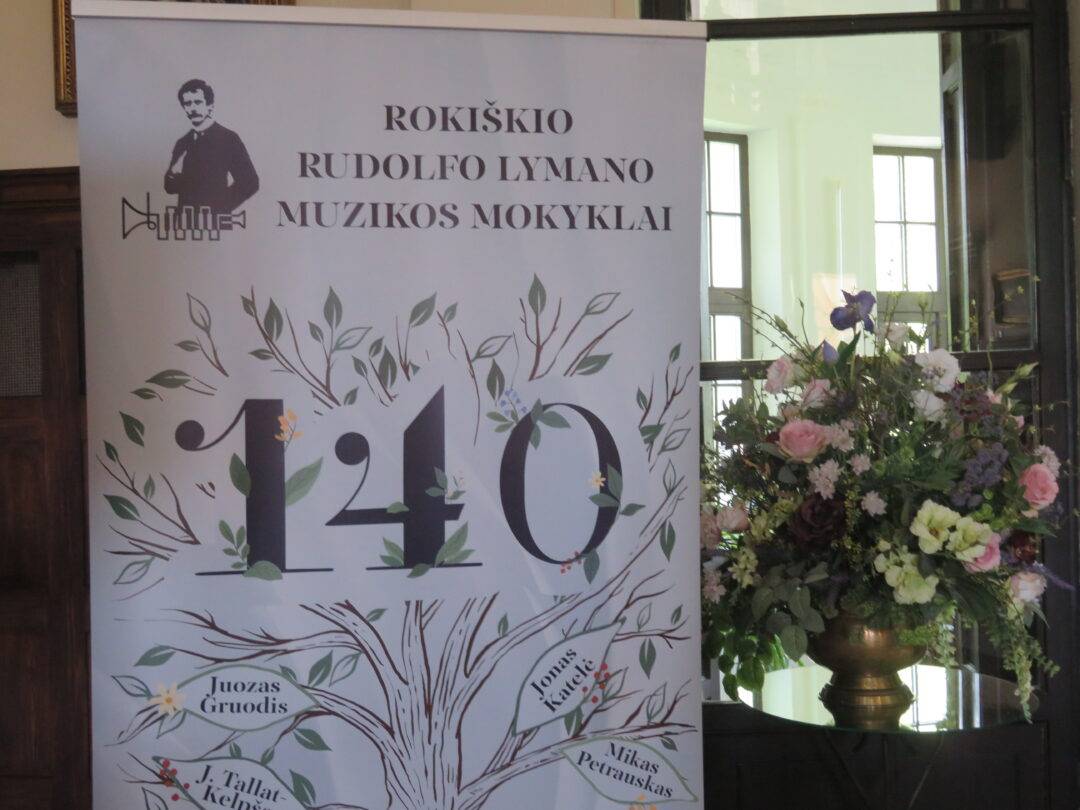 ROKIŠKIO
RUDOLFO LYMANO
MUZIKOS MOKYKLAI
140
Juozas
Gruodis
Jonas
Katelė
J. Tallat-
Mikas
Petrauskas